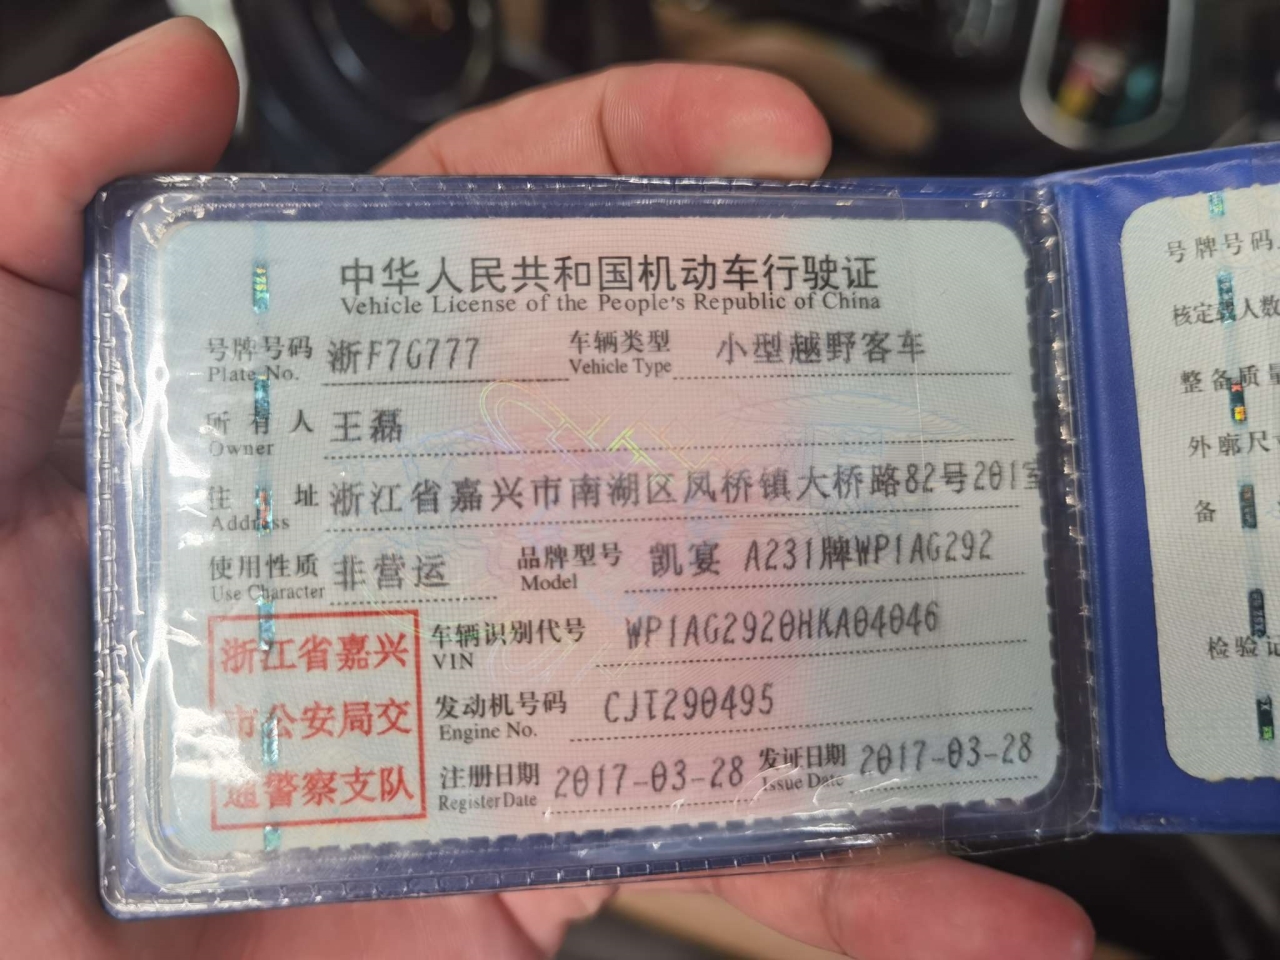 中华人民共和国机动车行驶证
Vehicle License of the People's Republic of China
号牌号码 浙F7G777 车辆类型 小型越野客车
Plate No. Vehicle Type
所有人 王磊
Owner
住址 浙江省嘉兴市南湖区凤桥镇大桥路82号201室
Address
使用性质 非营运 品牌型号 凯宴 A231牌WP1AG292
Use Character Model
浙江省嘉兴
市公安局交
通警察支队
车辆识别代号 WP1AG2920HKA04046
VIN
发动机号码 CJT290495
Engine No.
注册日期 2017-03-28 发证日期 2017-03-28
Register Date Issue Date
号牌号码
核定载人数
整备质量
外廓尺寸
备
检验记